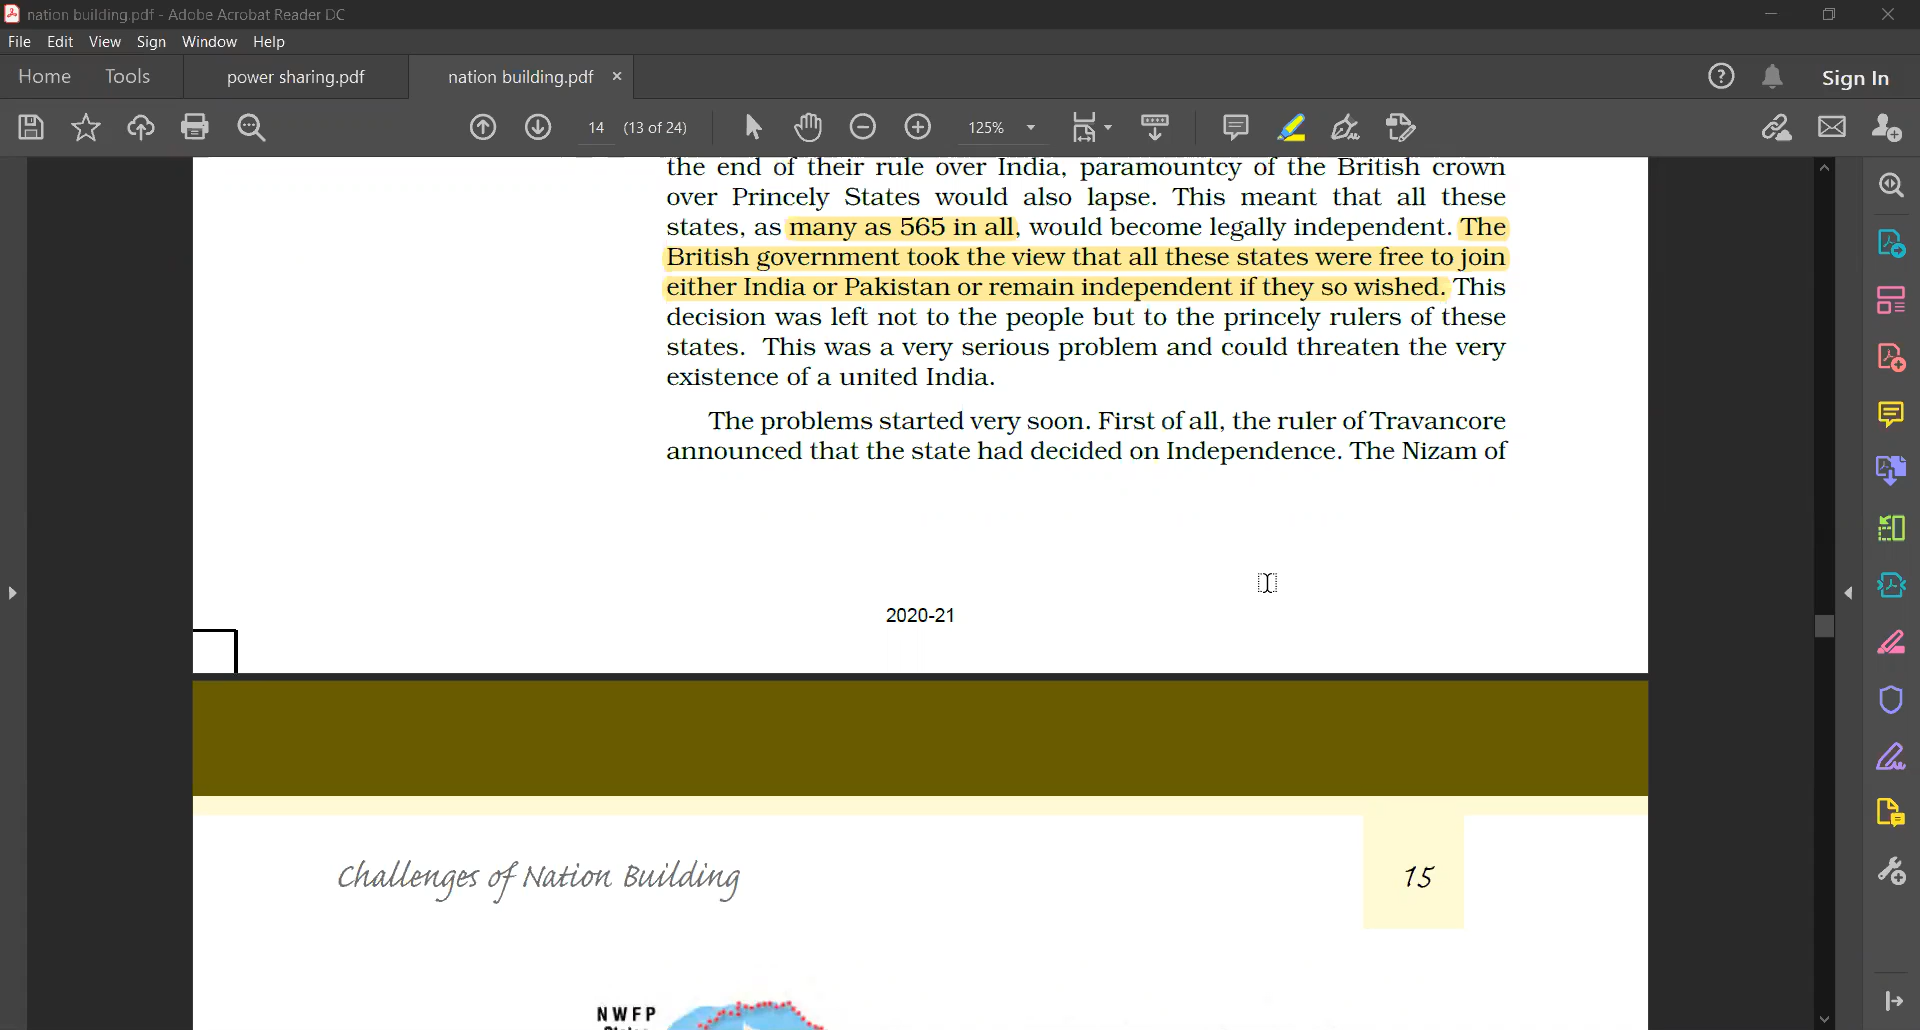 nation building.pdf - Adobe Acrobat Reader DC
File Edit View Sign Window Help
Home Tools power sharing.pdf nation building.pdf × Sign In
14 (13 of 24) 125%
the end of their rule over India, paramountcy of the British crown
over Princely States would also lapse. This meant that all these
states, as many as 565 in all, would become legally independent. The
British government took the view that all these states were free to join
either India or Pakistan or remain independent if they so wished. This
decision was left not to the people but to the princely rulers of these
states. This was a very serious problem and could threaten the very
existence of a united India.
The problems started very soon. First of all, the ruler of Travancore
announced that the state had decided on Independence. The Nizam of
2020-21
Challenges of Nation Building 15
NWFP